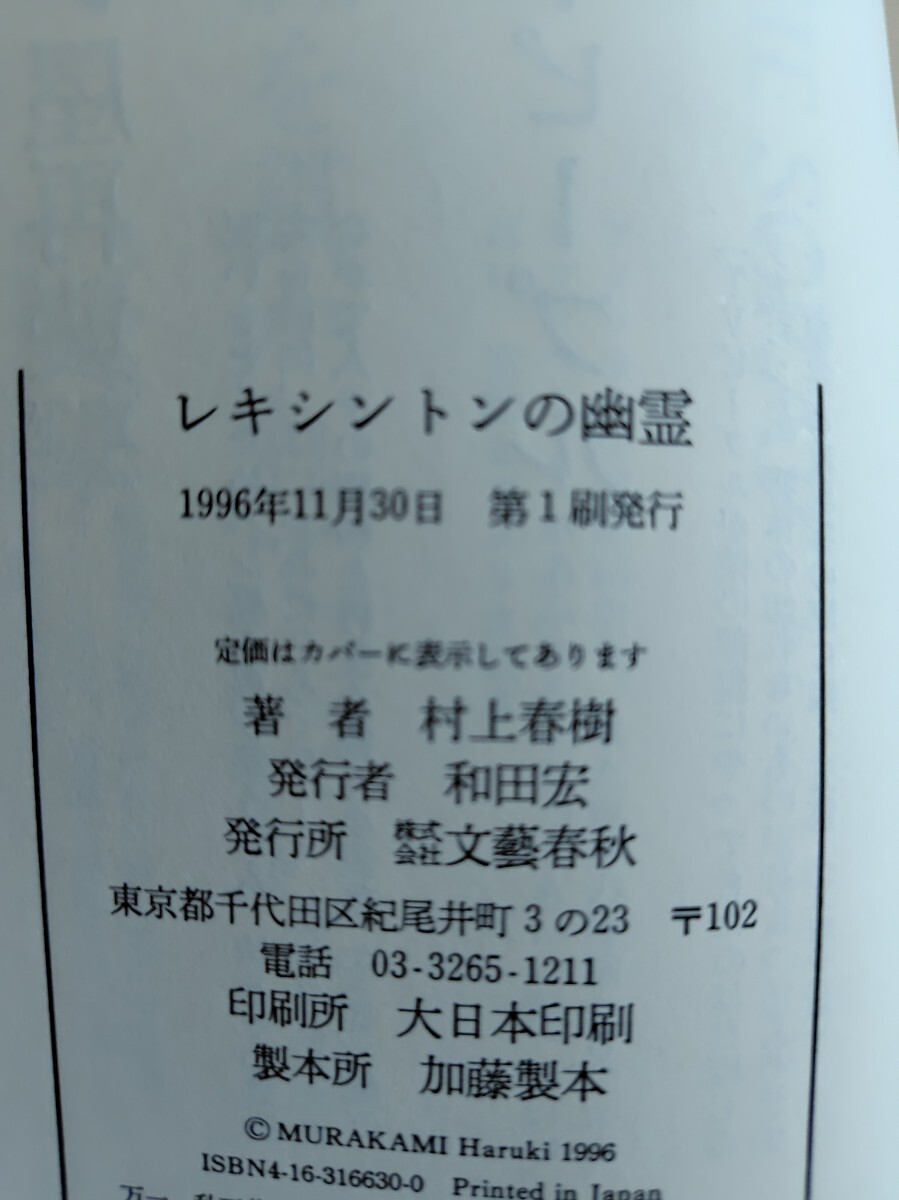 レキシントンの幽霊
1996年11月30日　第1刷発行
定価はカバーに表示してあります
著　者　村上春樹
発行者　和田宏
発行所　株式会社文藝春秋
東京都千代田区紀尾井町3の23　〒102
電話　03-3265-1211
印刷所　大日本印刷
製本所　加藤製本
© MURAKAMI Haruki 1996
ISBN4-16-316630-0　Printed in Japan